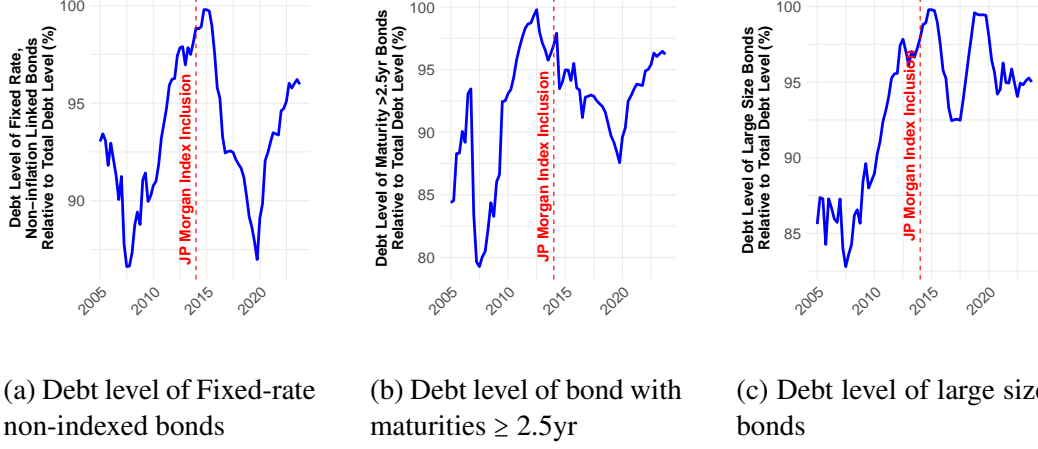 Debt Level of Fixed Rate,
Non-inflation Linked Bonds
Relative to Total Debt Level (%)
100
95
90
JP Morgan Index Inclusion
2005
2010
2015
2020
(a) Debt level of Fixed-rate
non-indexed bonds
Debt Level of Maturity >2.5yr Bonds
Relative to Total Debt Level (%)
100
95
90
85
80
JP Morgan Index Inclusion
2005
2010
2015
2020
(b) Debt level of bond with
maturities ≥ 2.5yr
Debt Level of Large Size Bonds
Relative to Total Debt Level (%)
100
95
90
85
JP Morgan Index Inclusion
2005
2010
2015
2020
(c) Debt level of large size
bonds